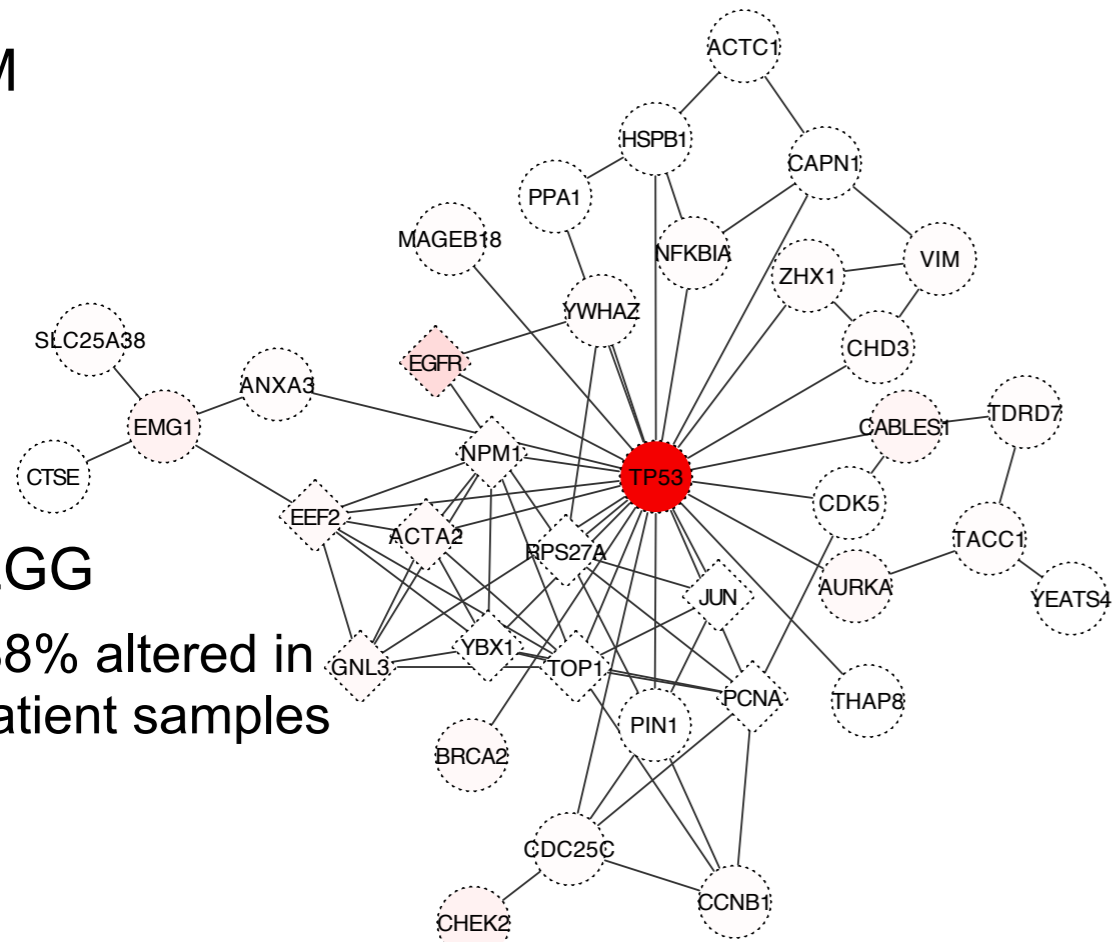 M
ACTC1
HSPB1
CAPN1
PPA1
MAGEB18
NFKBIA
VIM
ZHX1
YWHAZ
SLC25A38
CHD3
EGFR
ANXA3
TDRD7
EMG1
CABLES1
NPM1
CTSE
TP53
CDK5
EEF2
ACTA2
TACC1
RPS27A
GG
AURKA
JUN
YEATS4
8% altered in
YBX1
GNL3
TOP1
PCNA
THAP8
atient samples
PIN1
BRCA2
CDC25C
CCNB1
CHEK2